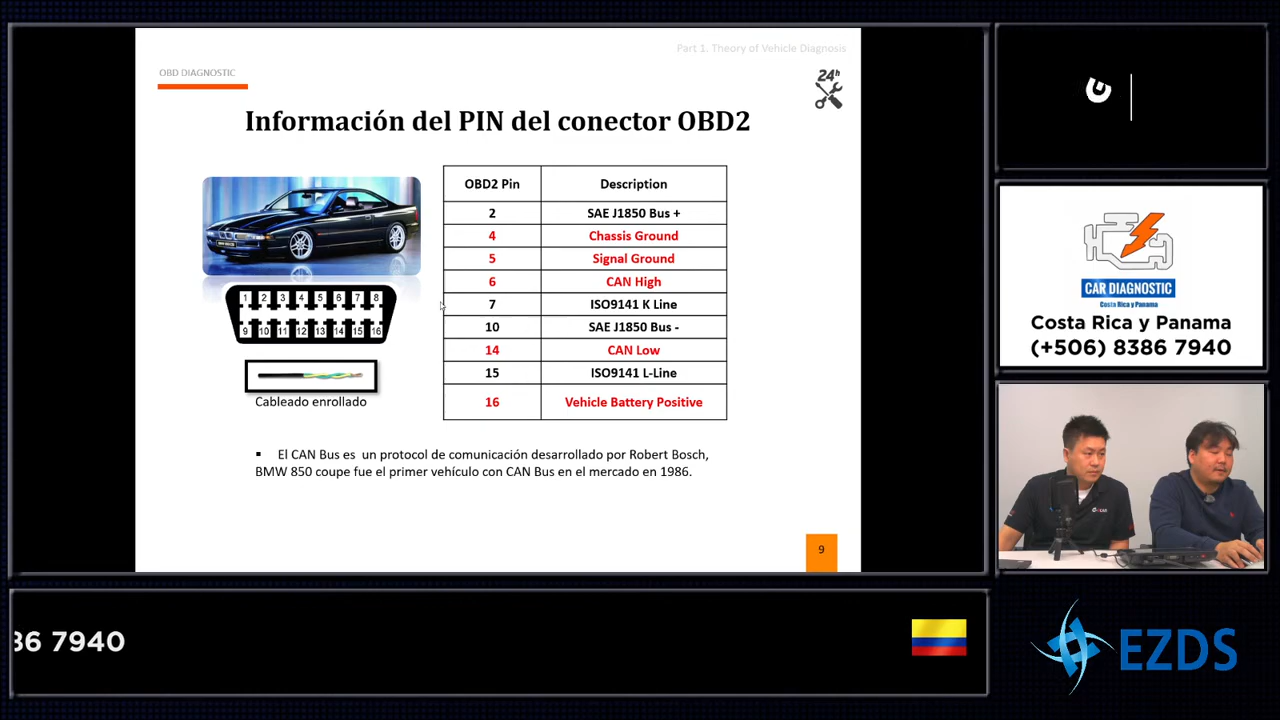 Part 1. Theory of Vehicle Diagnosis
OBD DIAGNOSTIC
24h
Información del PIN del conector OBD2
OBD2 Pin Description
2 SAE J1850 Bus +
4 Chassis Ground
5 Signal Ground
6 CAN High
7 ISO9141 K Line
10 SAE J1850 Bus -
14 CAN Low
15 ISO9141 L-Line
16 Vehicle Battery Positive
1 2 3 4 5 6 7 8
9 10 11 12 13 14 15 16
Cableado enrollado
▪ El CAN Bus es un protocol de comunicación desarrollado por Robert Bosch,
BMW 850 coupe fue el primer vehículo con CAN Bus en el mercado en 1986.
9
G
CAR DIAGNOSTIC
Costa Rica y Panama
Costa Rica y Panama
(+506) 8386 7940
86 7940
EZDS